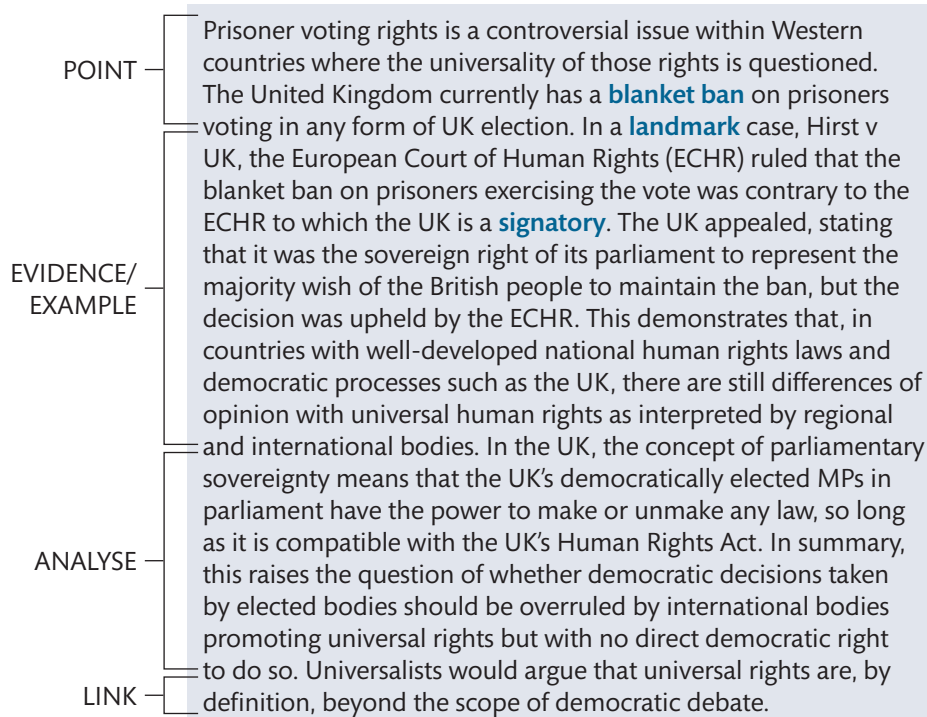 POINT
EVIDENCE/
EXAMPLE
ANALYSE
LINK
Prisoner voting rights is a controversial issue within Western
countries where the universality of those rights is questioned.
The United Kingdom currently has a blanket ban on prisoners
voting in any form of UK election. In a landmark case, Hirst v
UK, the European Court of Human Rights (ECHR) ruled that the
blanket ban on prisoners exercising the vote was contrary to the
ECHR to which the UK is a signatory. The UK appealed, stating
that it was the sovereign right of its parliament to represent the
majority wish of the British people to maintain the ban, but the
decision was upheld by the ECHR. This demonstrates that, in
countries with well-developed national human rights laws and
democratic processes such as the UK, there are still differences of
opinion with universal human rights as interpreted by regional
and international bodies. In the UK, the concept of parliamentary
sovereignty means that the UK’s democratically elected MPs in
parliament have the power to make or unmake any law, so long
as it is compatible with the UK’s Human Rights Act. In summary,
this raises the question of whether democratic decisions taken
by elected bodies should be overruled by international bodies
promoting universal rights but with no direct democratic right
to do so. Universalists would argue that universal rights are, by
definition, beyond the scope of democratic debate.